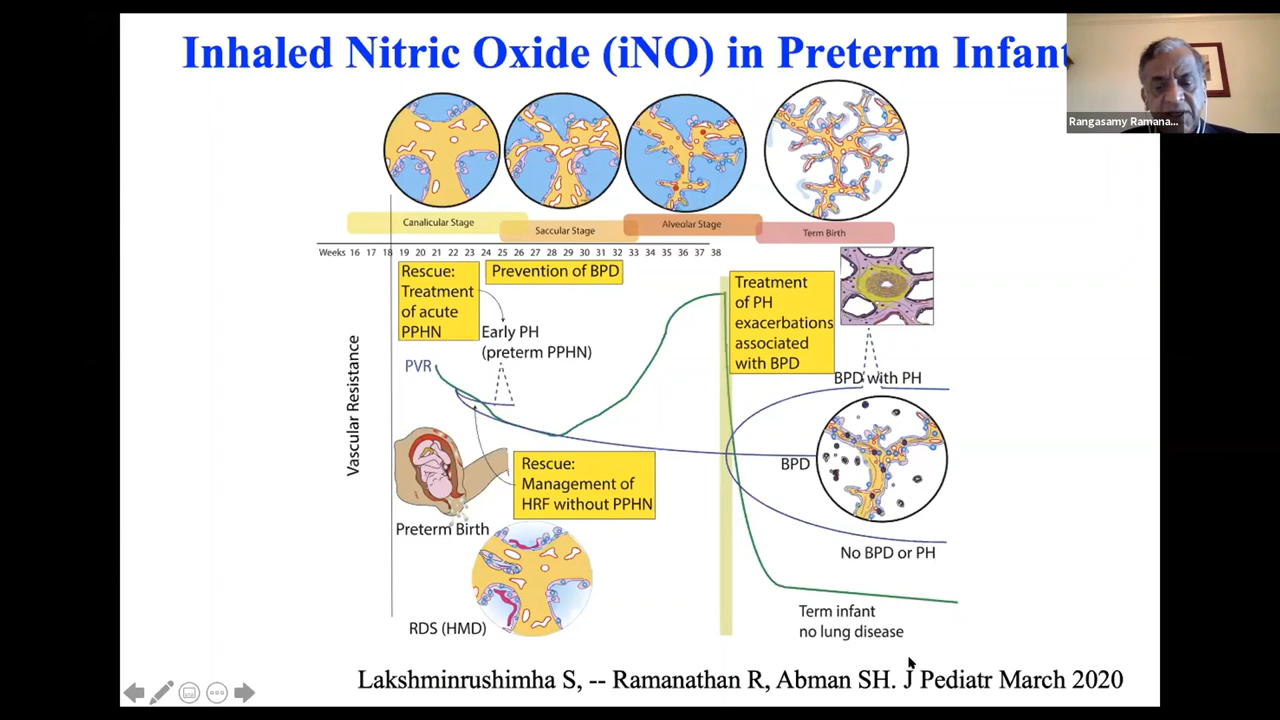 Inhaled Nitric Oxide (iNO) in Preterm Infant
Rangasamy Ramana...
Canalicular Stage
Saccular Stage
Alveolar Stage
Term Birth
Weeks 16 17 18 19 20 21 22 23 24 25 26 27 28 29 30 31 32 33 34 35 36 37 38
Rescue:
Treatment
of acute
PPHN
Prevention of BPD
Early PH
(preterm PPHN)
Treatment
of PH
exacerbations
associated
with BPD
PVR
Vascular Resistance
BPD with PH
BPD
Rescue:
Management of
HRF without PPHN
Preterm Birth
No BPD or PH
RDS (HMD)
Term infant
no lung disease
Lakshminrushimha S, -- Ramanathan R, Abman SH. J Pediatr March 2020